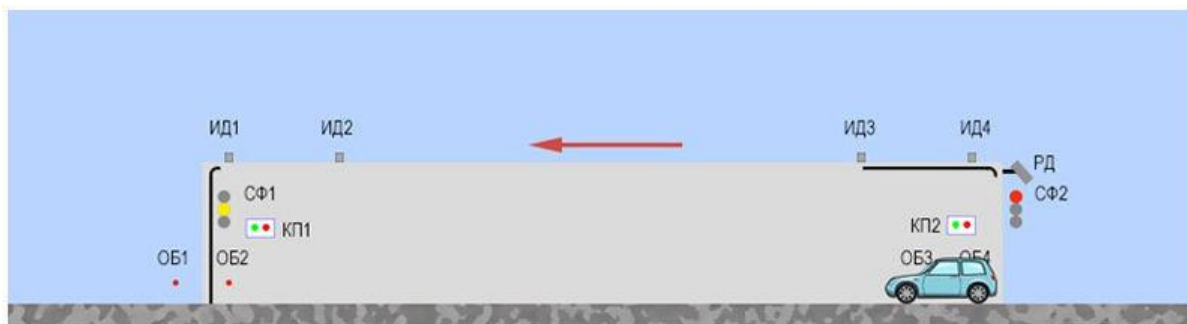 ИД1 ИД2 ИД3 ИД4
РД
СФ1 СФ2
КП1 КП2
ОБ1 ОБ2 ОБ3 ОБ4